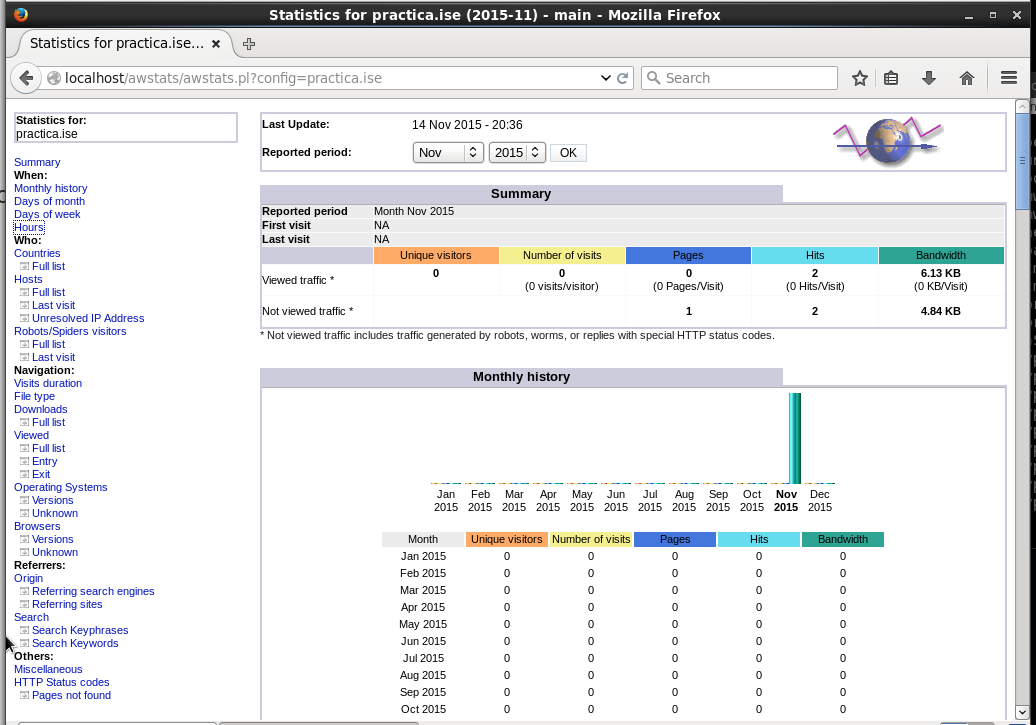 Statistics for practica.ise (2015-11) - main - Mozilla Firefox
Statistics for practica.ise...
localhost/awstats/awstats.pl?config=practica.ise
Search
Statistics for:
practica.ise
Summary
When:
Monthly history
Days of month
Days of week
Hours
Who:
Countries
Full list
Hosts
Full list
Last visit
Unresolved IP Address
Robots/Spiders visitors
Full list
Last visit
Navigation:
Visits duration
File type
Downloads
Full list
Viewed
Full list
Entry
Exit
Operating Systems
Versions
Unknown
Browsers
Versions
Unknown
Referrers:
Origin
Referring search engines
Referring sites
Search
Search Keyphrases
Search Keywords
Others:
Miscellaneous
HTTP Status codes
Pages not found
Last Update: 14 Nov 2015 - 20:36
Reported period: Nov 2015 OK
Summary
Reported period Month Nov 2015
First visit NA
Last visit NA
Unique visitors Number of visits Pages Hits Bandwidth
Viewed traffic * 0 0 0 2 6.13 KB
(0 visits/visitor) (0 Pages/Visit) (0 Hits/Visit) (0 KB/Visit)
Not viewed traffic * 1 2 4.84 KB
* Not viewed traffic includes traffic generated by robots, worms, or replies with special HTTP status codes.
Monthly history
Jan Feb Mar Apr May Jun Jul Aug Sep Oct Nov Dec
2015 2015 2015 2015 2015 2015 2015 2015 2015 2015 2015 2015
Month Unique visitors Number of visits Pages Hits Bandwidth
Jan 2015 0 0 0 0 0
Feb 2015 0 0 0 0 0
Mar 2015 0 0 0 0 0
Apr 2015 0 0 0 0 0
May 2015 0 0 0 0 0
Jun 2015 0 0 0 0 0
Jul 2015 0 0 0 0 0
Aug 2015 0 0 0 0 0
Sep 2015 0 0 0 0 0
Oct 2015 0 0 0 0 0